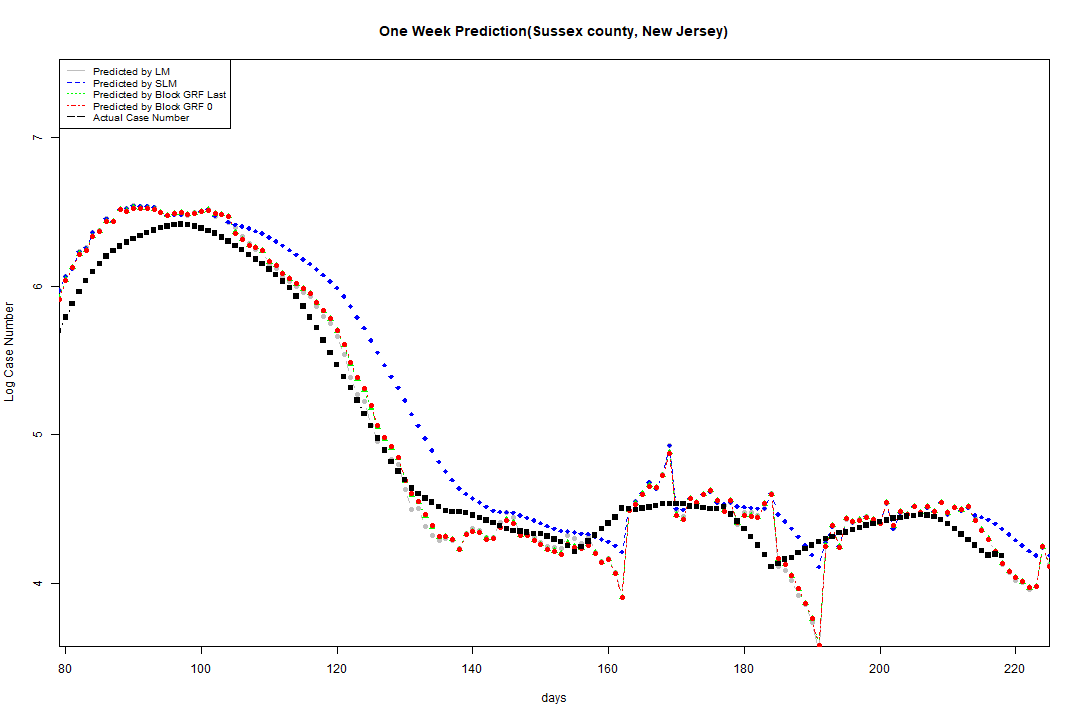 One Week Prediction(Sussex county, New Jersey)
Predicted by LM
Predicted by SLM
Predicted by Block GRF Last
Predicted by Block GRF 0
Actual Case Number
7
6
5
4
Log Case Number
80 100 120 140 160 180 200 220
days